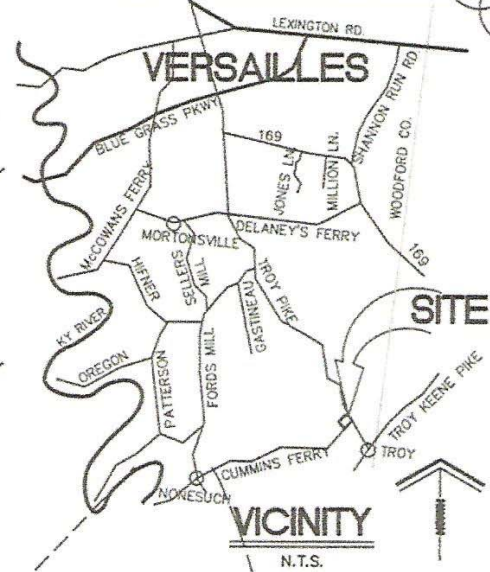 LEXINGTON RD.
VERSAILLES
BLUE GRASS PKWY.
169
SHANNON RUN RD
WOODFORD CO.
JONES LN.
MILLION LN.
McCOWANS FERRY
MORTONSVILLE
DELANEY'S FERRY
169
HIFNER
SELLERS MILL
GASTINEAU
TROY PIKE
SITE
KY RIVER
OREGON
PATTERSON
FORDS MILL
TROY KEENE PIKE
TROY
CUMMINS FERRY
NONESUCH
VICINITY
N.T.S.